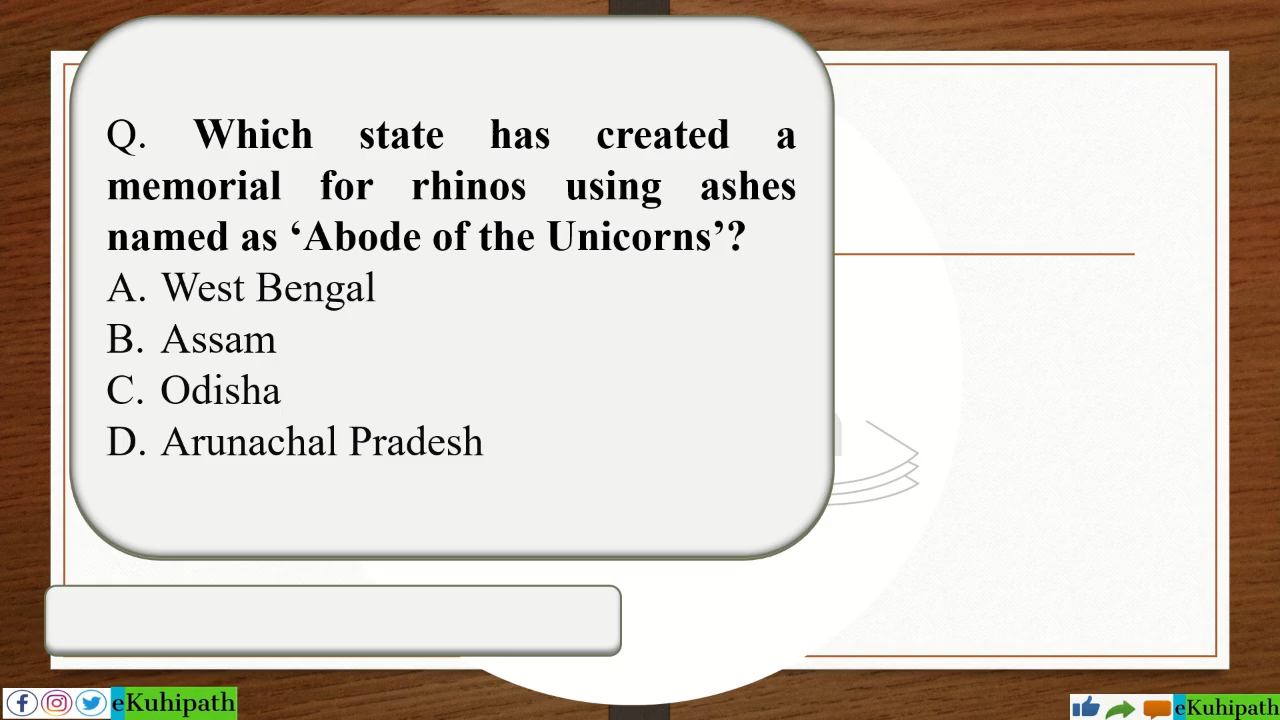 Q. Which state has created a
memorial for rhinos using ashes
named as ‘Abode of the Unicorns’?
A. West Bengal
B. Assam
C. Odisha
D. Arunachal Pradesh
eKuhipath
eKuhipath